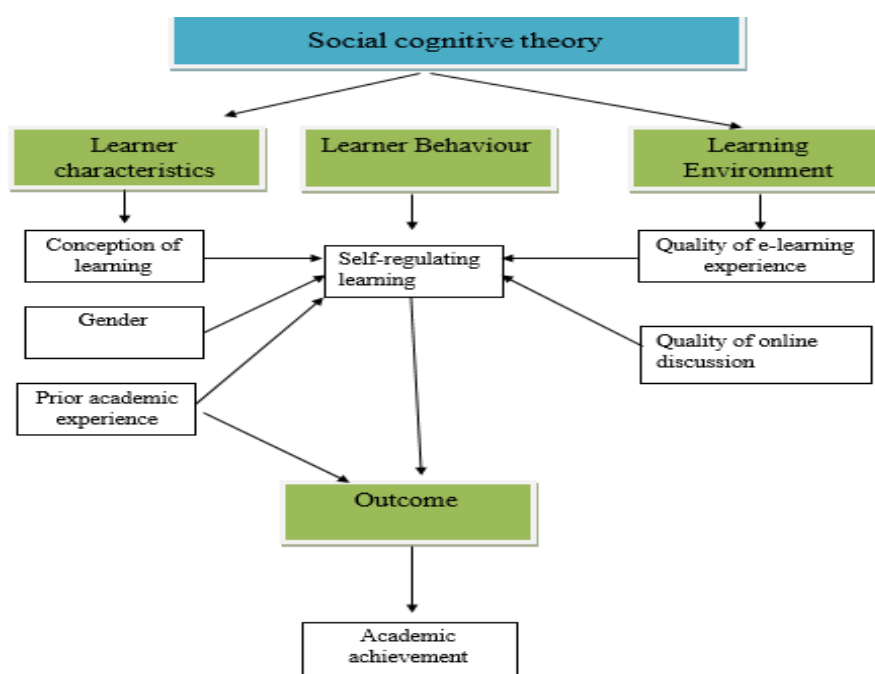 Social cognitive theory
Learner
characteristics
Learner Behaviour
Learning
Environment
Conception of
learning
Self-regulating
learning
Quality of e-learning
experience
Gender
Quality of online
discussion
Prior academic
experience
Outcome
Academic
achievement